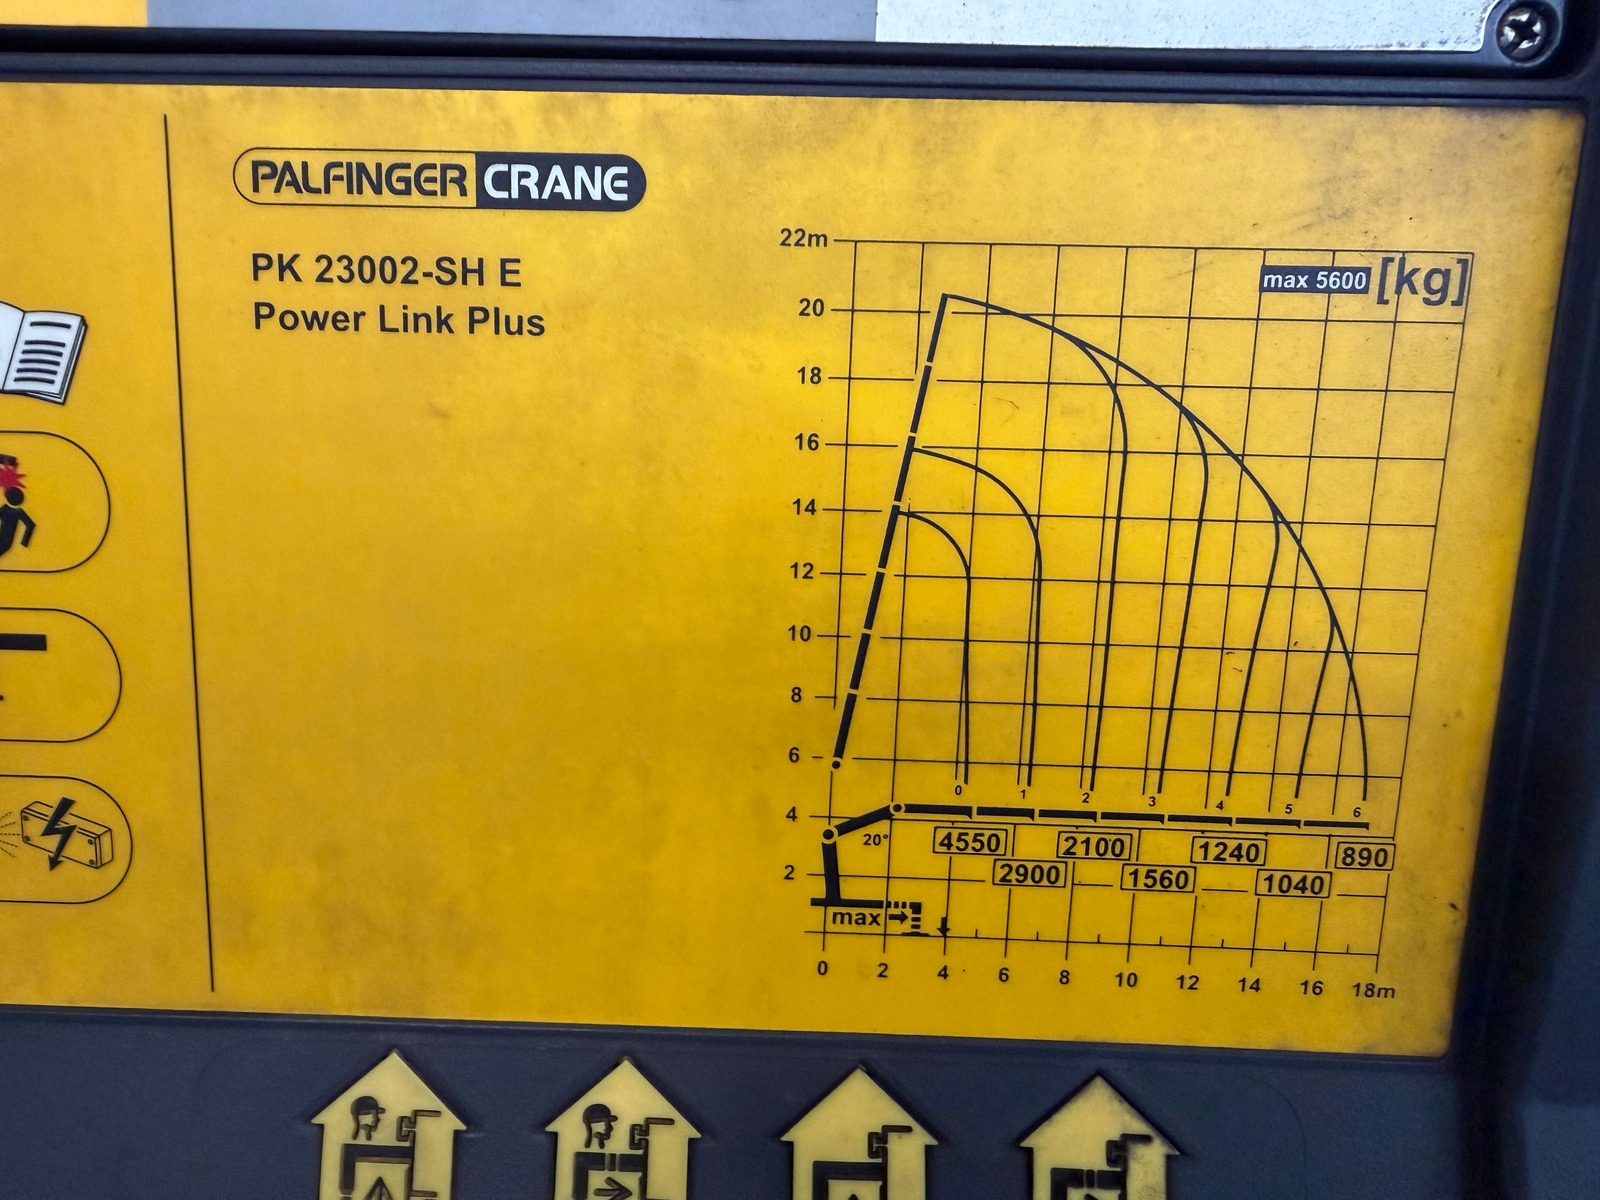 PALFINGER CRANE
PK 23002-SH E
Power Link Plus
22m
max 5600 [kg]
20
18
16
14
12
10
8
6
0 1 2 3 4 5 6
4
20°
4550 2100 1240 890
2900 1560 1040
2
max
0 2 4 6 8 10 12 14 16 18m